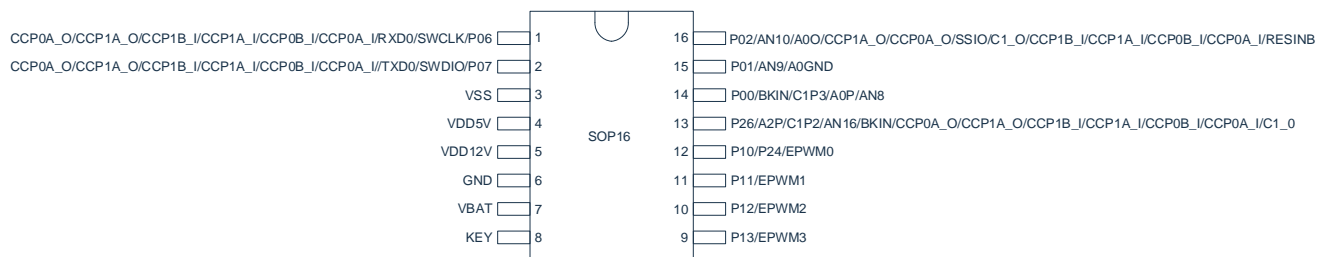 CCP0A_O/CCP1A_O/CCP1B_I/CCP1A_I/CCP0B_I/CCP0A_I/RXD0/SWCLK/P06 1 16 P02/AN10/A0O/CCP1A_O/CCP0A_O/SSIO/C1_O/CCP1B_I/CCP1A_I/CCP0B_I/CCP0A_I/RESINB
CCP0A_O/CCP1A_O/CCP1B_I/CCP1A_I/CCP0B_I/CCP0A_I//TXD0/SWDIO/P07 2 15 P01/AN9/A0GND
VSS 3 14 P00/BKIN/C1P3/A0P/AN8
VDD5V 4 13 P26/A2P/C1P2/AN16/BKIN/CCP0A_O/CCP1A_O/CCP1B_I/CCP1A_I/CCP0B_I/CCP0A_I/C1_0
SOP16
VDD12V 5 12 P10/P24/EPWM0
GND 6 11 P11/EPWM1
VBAT 7 10 P12/EPWM2
KEY 8 9 P13/EPWM3